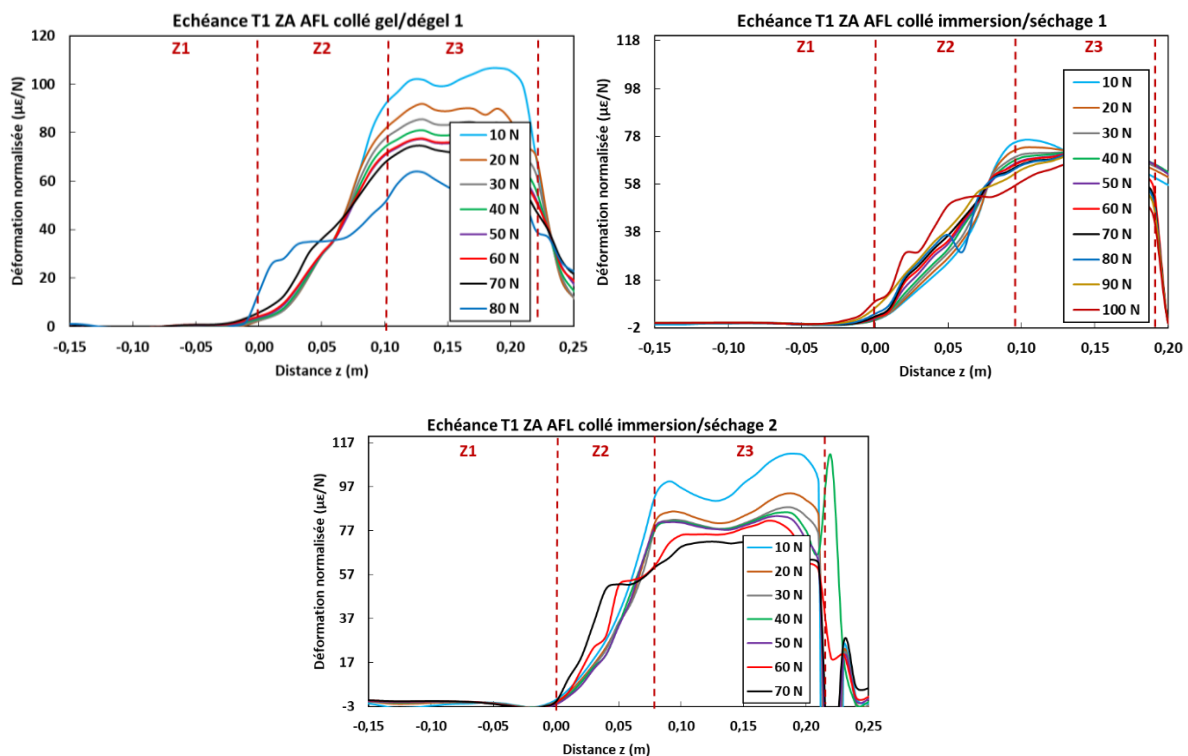 Echéance T1 ZA AFL collé gel/dégel 1
Déformation normalisée (µε/N)
120
100
80
60
40
20
0
Z1
Z2
Z3
10 N
20 N
30 N
40 N
50 N
60 N
70 N
80 N
-0,15 -0,10 -0,05 0,00 0,05 0,10 0,15 0,20 0,25
Distance z (m)
Echéance T1 ZA AFL collé immersion/séchage 1
Déformation normalisée (µε/N)
118
98
78
58
38
18
-2
Z1
Z2
Z3
10 N
20 N
30 N
40 N
50 N
60 N
70 N
80 N
90 N
100 N
-0,15 -0,10 -0,05 0,00 0,05 0,10 0,15 0,20
Distance z (m)
Echéance T1 ZA AFL collé immersion/séchage 2
Déformation normalisée (µε/N)
117
97
77
57
37
17
-3
Z1
Z2
Z3
10 N
20 N
30 N
40 N
50 N
60 N
70 N
-0,15 -0,10 -0,05 0,00 0,05 0,10 0,15 0,20 0,25
Distance z (m)